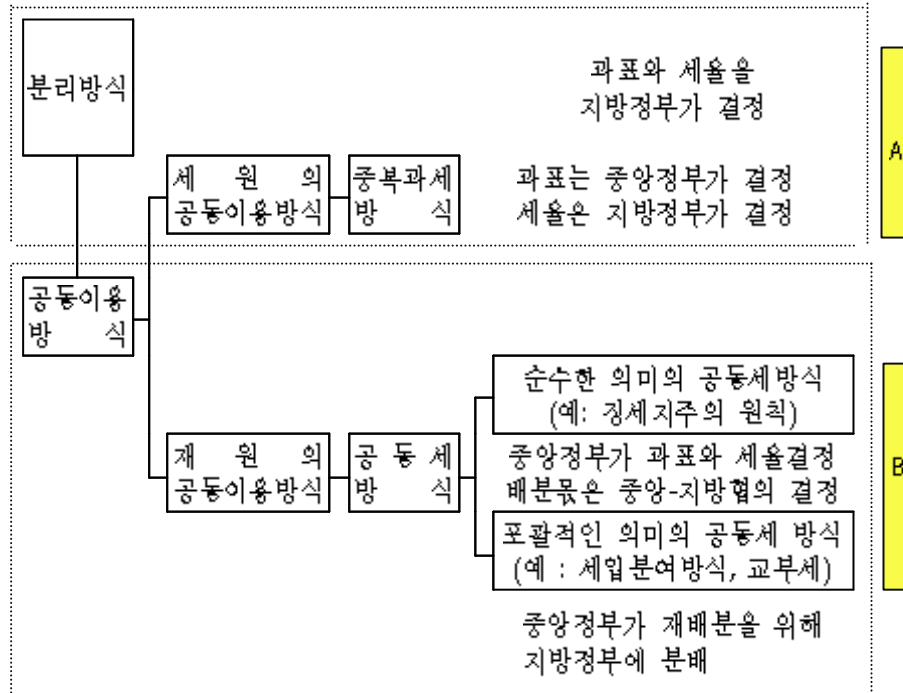 분리방식
과표와 세율을
지방정부가 결정
A
세 원 의
공동이용방식
중복과세
방 식
과표는 중앙정부가 결정
세율은 지방정부가 결정
공동이용
방 식
순수한 의미의 공동세방식
(예: 징세지주의 원칙)
재 원 의
공동이용방식
공 동 세
방 식
중앙정부가 과표와 세율결정
배분몫은 중앙-지방협의 결정
B
포괄적인 의미의 공동세 방식
(예 : 세입분여방식, 교부세)
중앙정부가 재배분을 위해
지방정부에 분배